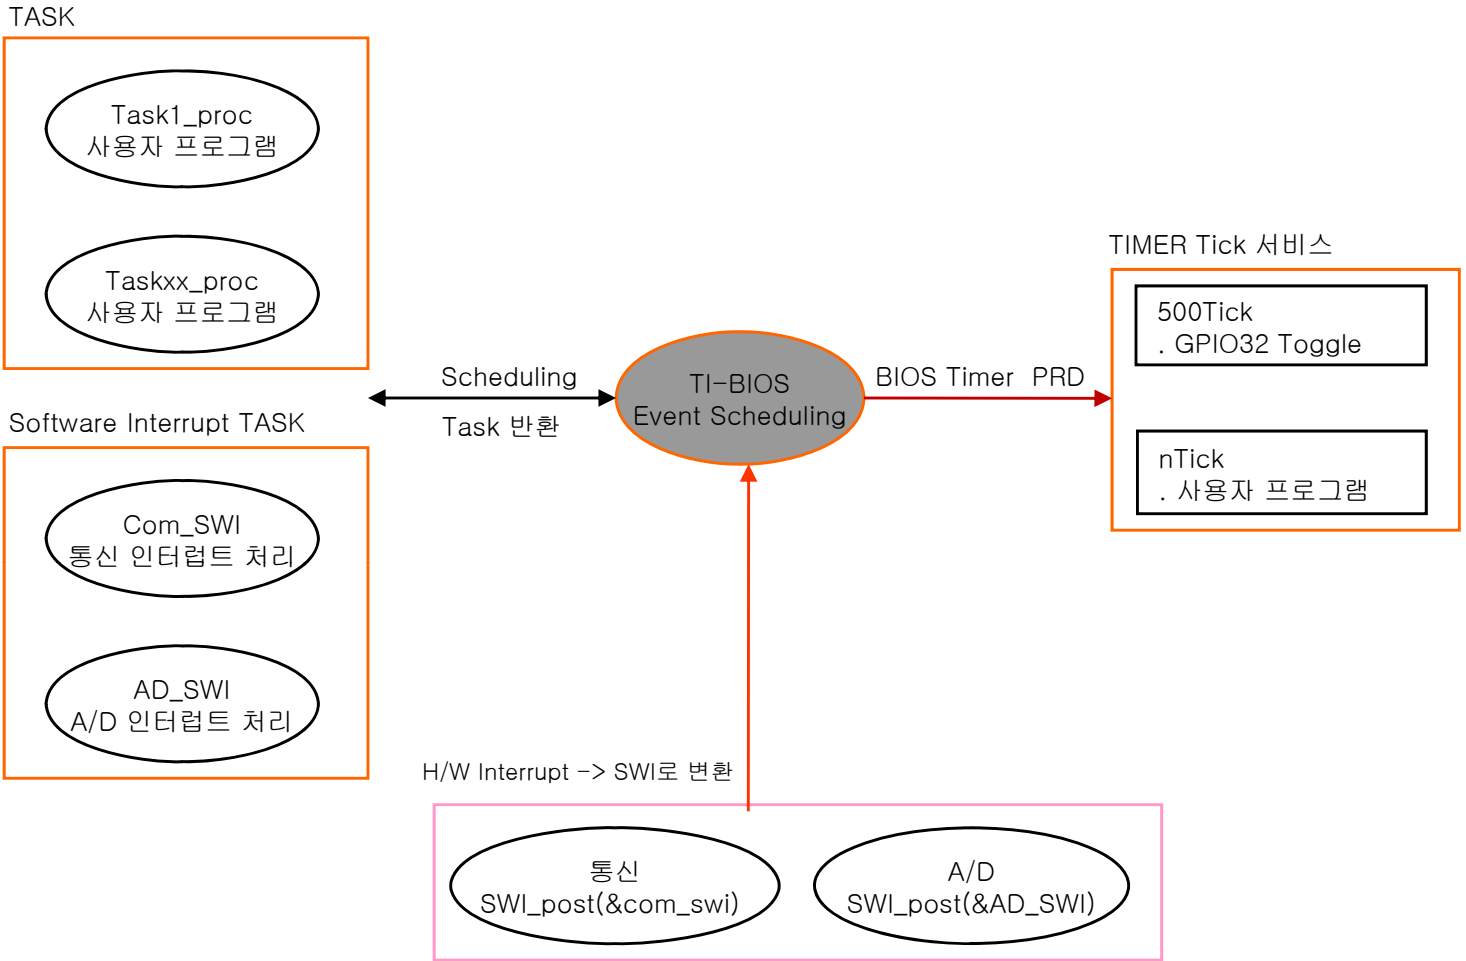 TASK
Task1_proc
사용자 프로그램
Taskxx_proc
사용자 프로그램
Software Interrupt TASK
Com_SWI
통신 인터럽트 처리
AD_SWI
A/D 인터럽트 처리
Scheduling
Task 반환
TI-BIOS
Event Scheduling
BIOS Timer PRD
TIMER Tick 서비스
500Tick
. GPIO32 Toggle
nTick
. 사용자 프로그램
H/W Interrupt -> SWI로 변환
통신
SWI_post(&com_swi)
A/D
SWI_post(&AD_SWI)